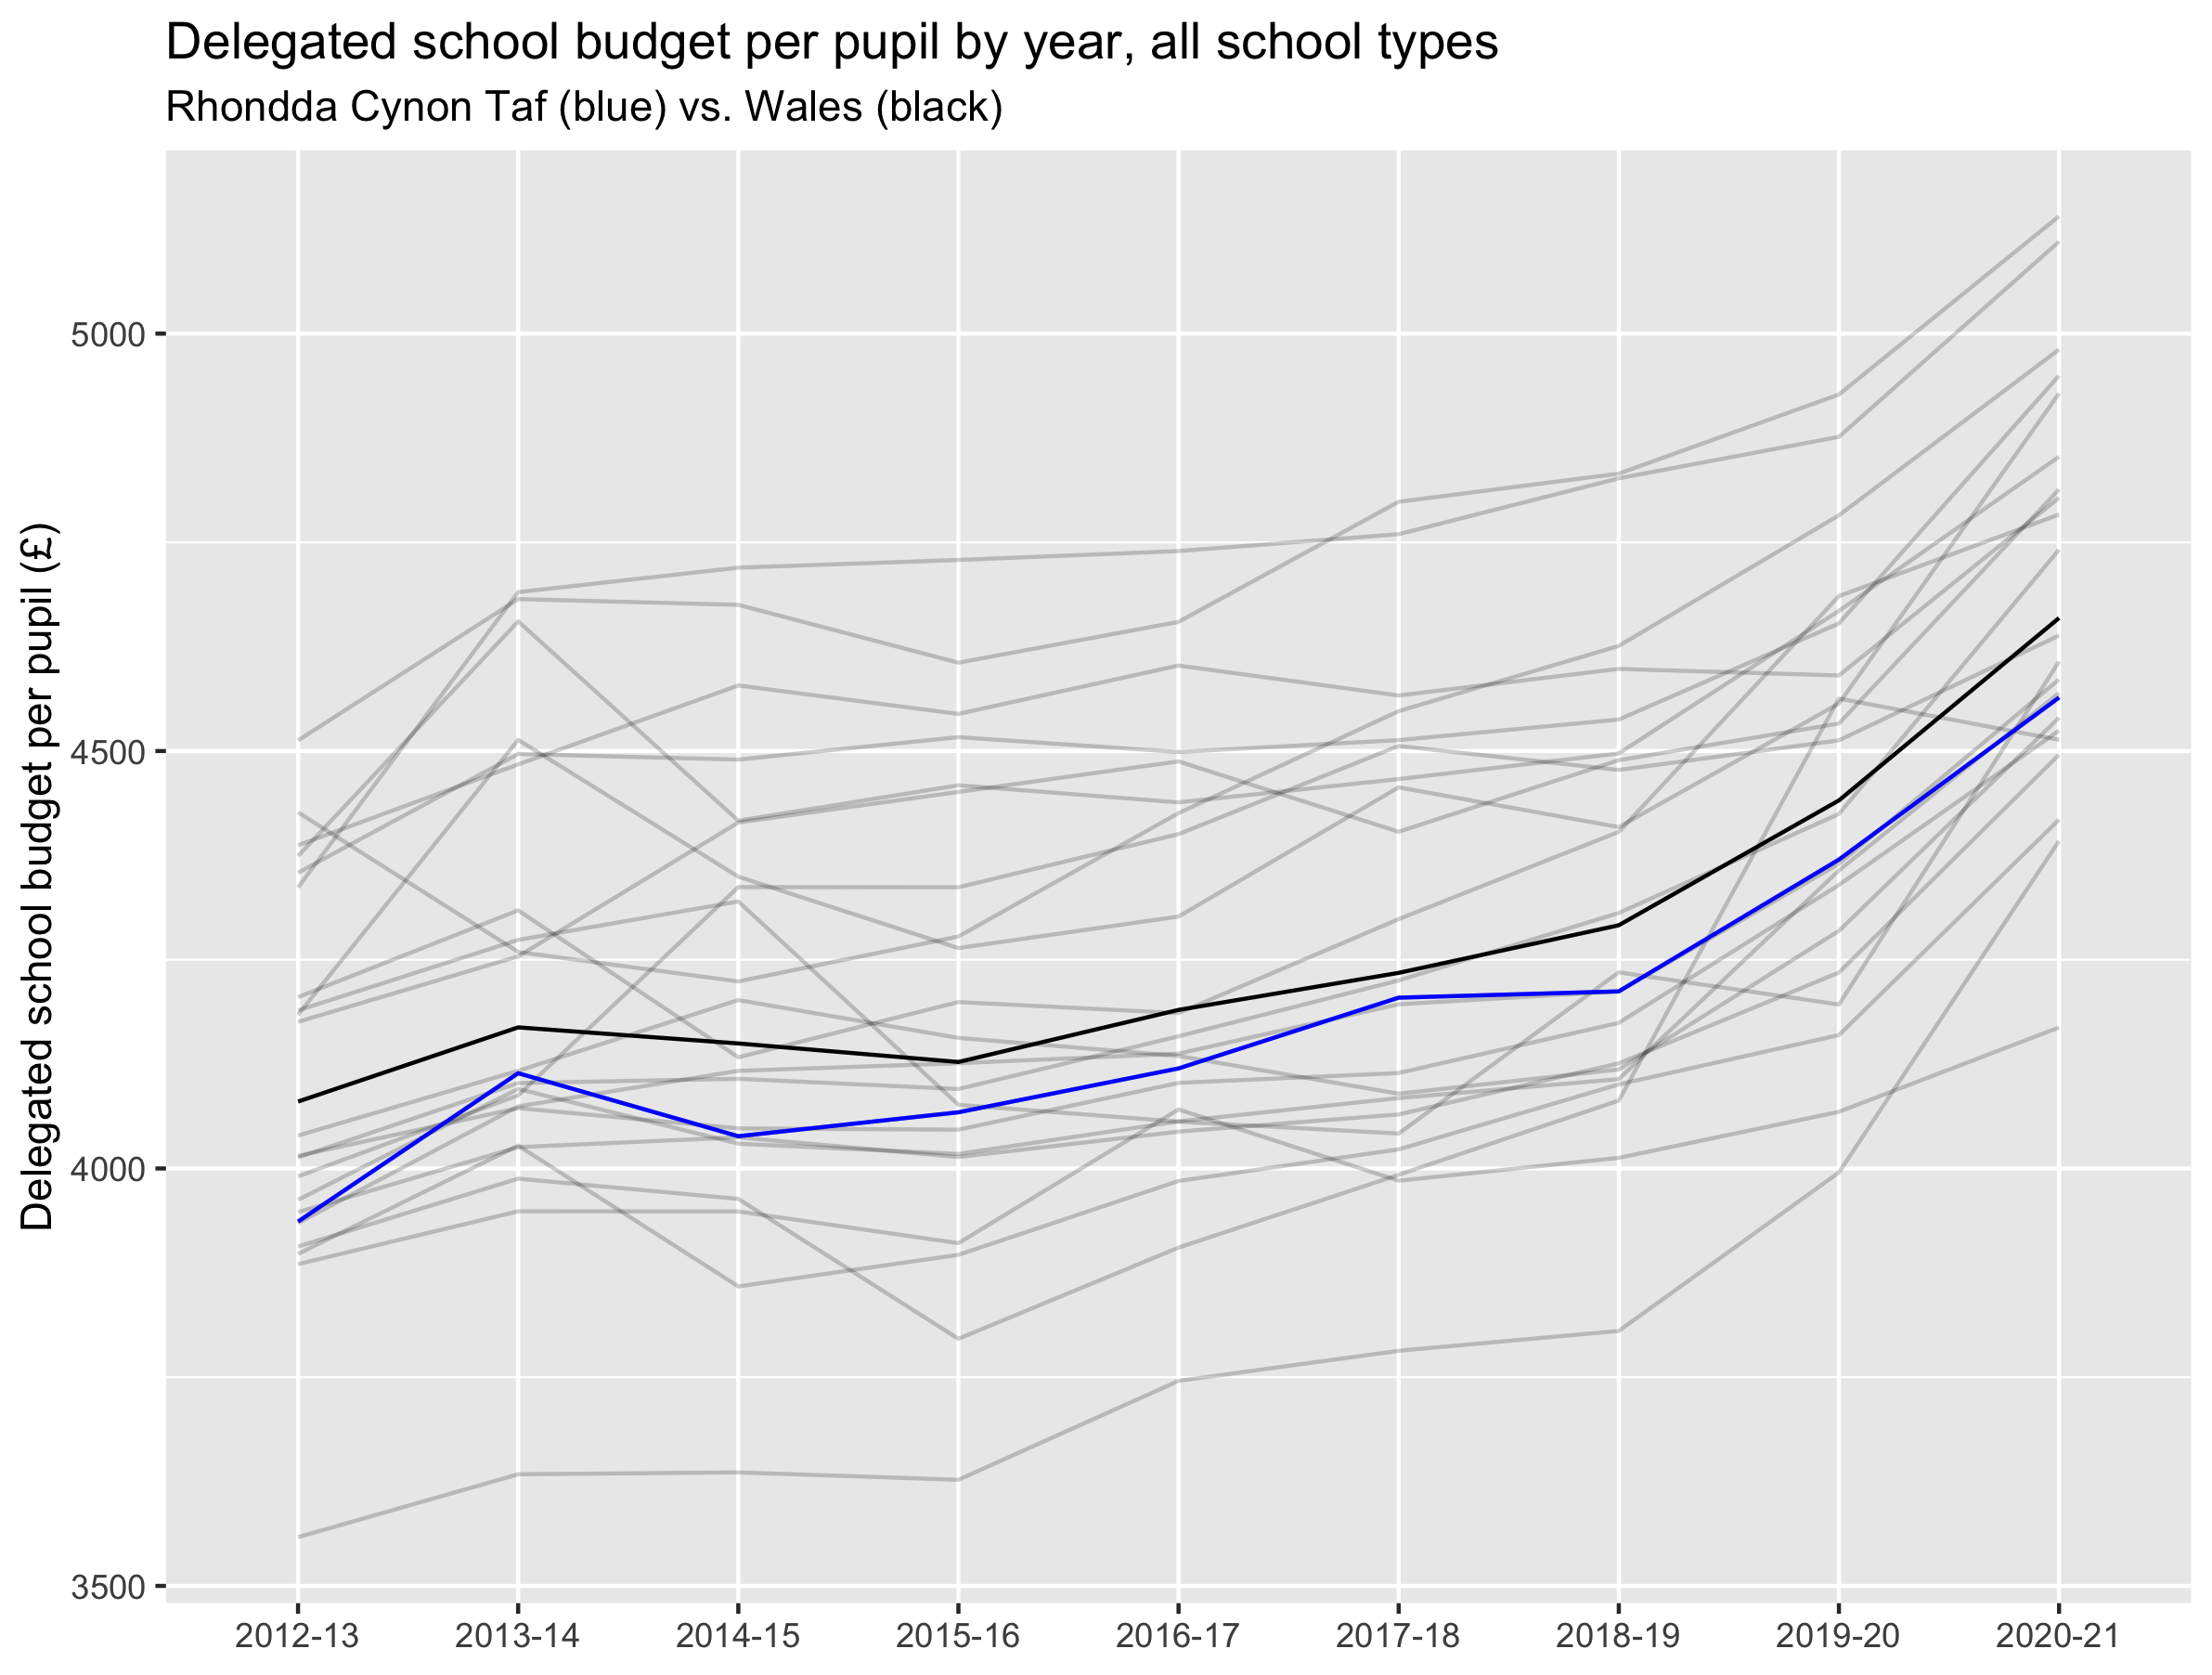 Delegated school budget per pupil by year, all school types
Rhondda Cynon Taf (blue) vs. Wales (black)
Delegated school budget per pupil (£)
5000
4500
4000
3500
2012-13 2013-14 2014-15 2015-16 2016-17 2017-18 2018-19 2019-20 2020-21